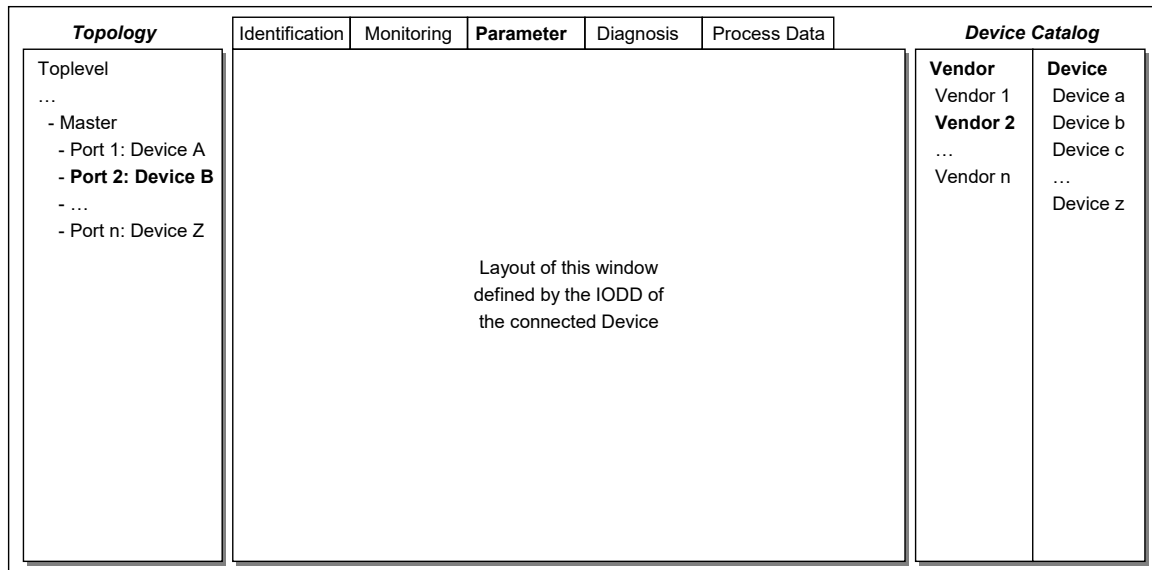 Topology
Toplevel
…
- Master
- Port 1: Device A
- Port 2: Device B
- …
- Port n: Device Z
Identification Monitoring Parameter Diagnosis Process Data
Layout of this window
defined by the IODD of
the connected Device
Device Catalog
Vendor Device
Vendor 1 Device a
Vendor 2 Device b
… Device c
Vendor n …
Device z